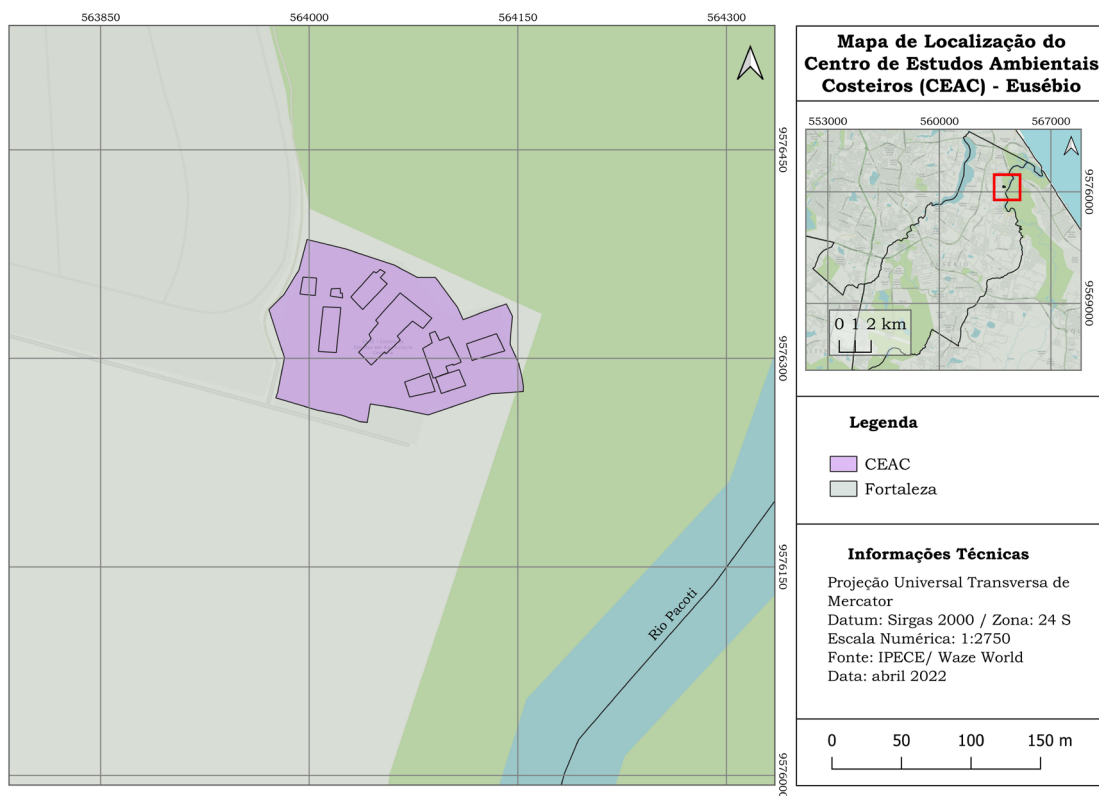 563850
564000
564150
564300
9576450
9576300
9576150
9576000
Rio Pacoti
Mapa de Localização do
Centro de Estudos Ambientais
Costeiros (CEAC) - Eusébio
553000
560000
567000
9576000
9569000
0 1 2 km
Legenda
CEAC
Fortaleza
Informações Técnicas
Projeção Universal Transversa de
Mercator
Datum: Sirgas 2000 / Zona: 24 S
Escala Numérica: 1:2750
Fonte: IPECE/ Waze World
Data: abril 2022
0 50 100 150 m